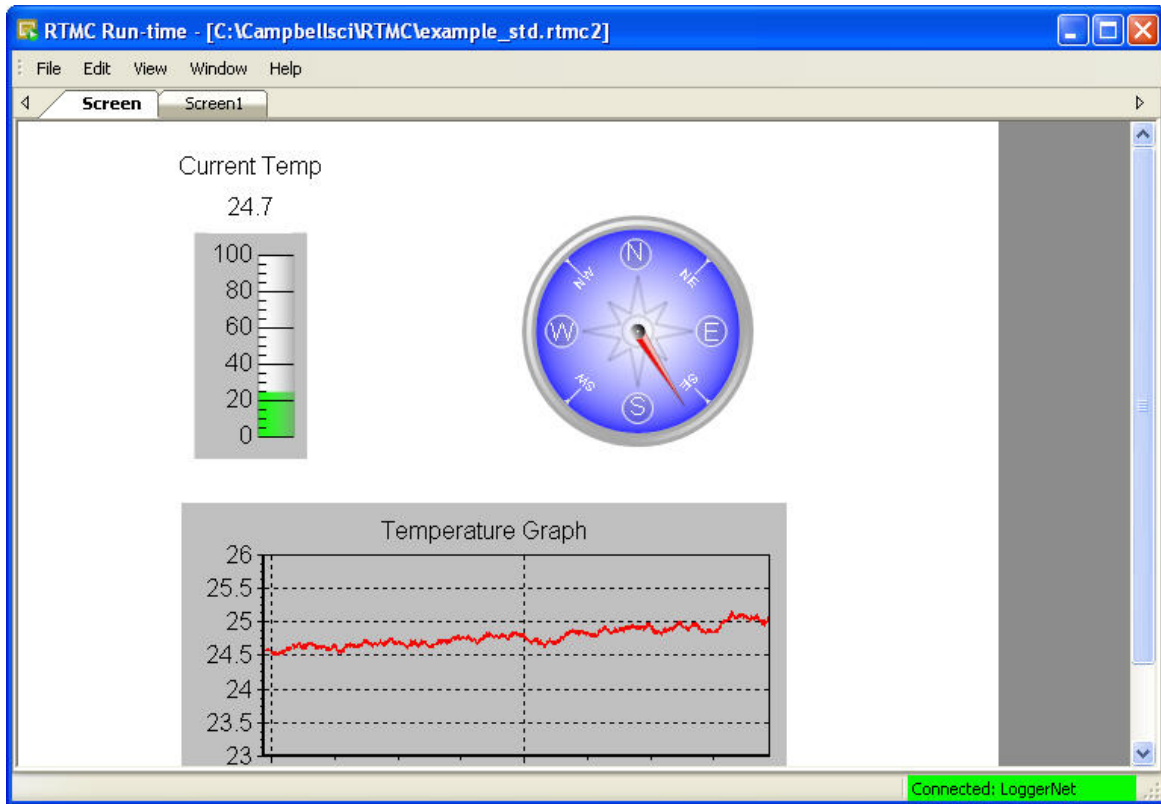 RTMC Run-time - [C:\Campbellsci\RTMC\example_std.rtmc2]
File Edit View Window Help
Screen Screen1
Current Temp
24.7
100
80
60
40
20
0
N
NW NE
W E
SW SE
S
Temperature Graph
26
25.5
25
24.5
24
23.5
23
Connected: LoggerNet